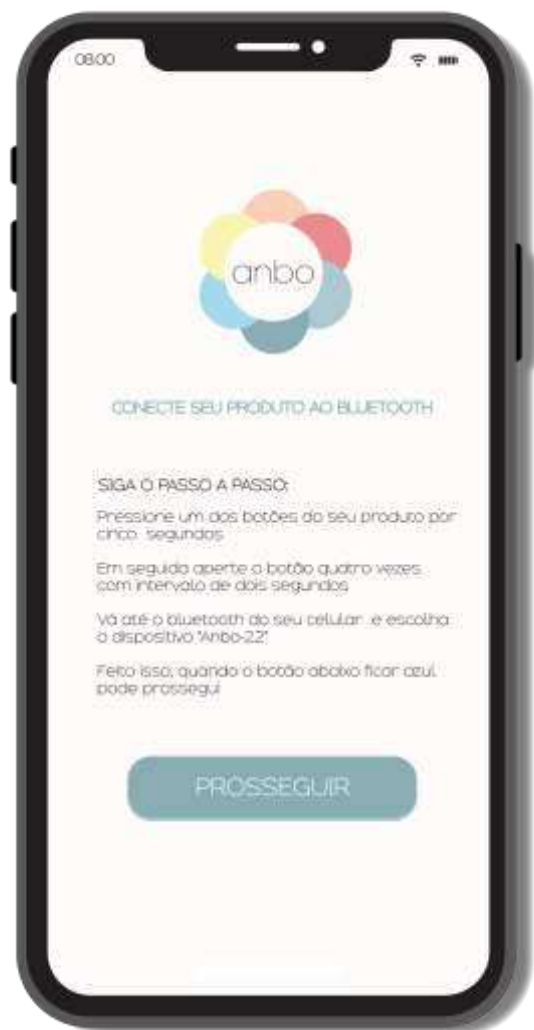 08:00
anbo
CONECTE SEU PRODUTO AO BLUETOOTH
SIGA O PASSO A PASSO:
Pressione um dos botões do seu produto por
cinco segundos
Em seguida aperte o botão quatro vezes
com intervalo de dois segundos
Vá até o bluetooth do seu celular e escolha
o dispositivo "Anbo-22"
Feito isso, quando o botão abaixo ficar azul,
pode prossegui
PROSSEGUIR